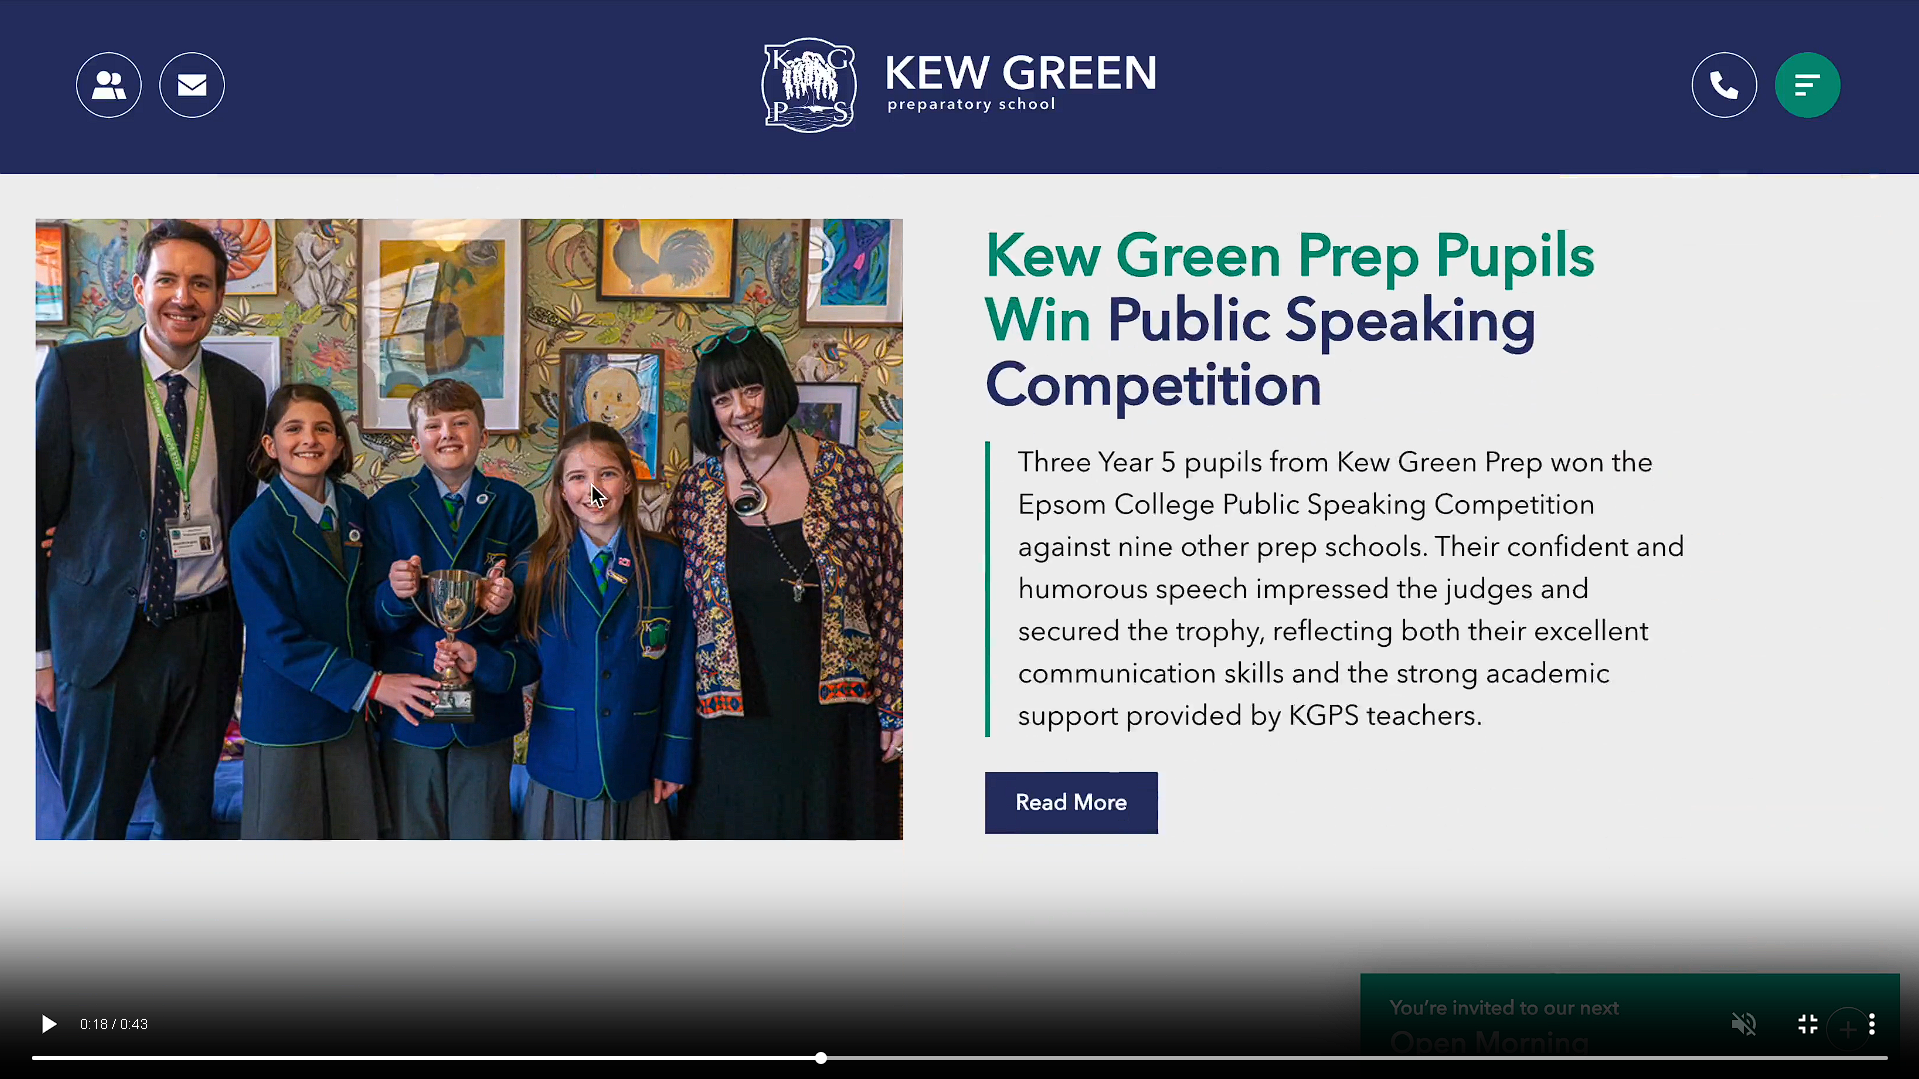 K G
P S
KEW GREEN
preparatory school
Kew Green Prep Pupils
Win Public Speaking
Competition
Three Year 5 pupils from Kew Green Prep won the
Epsom College Public Speaking Competition
against nine other prep schools. Their confident and
humorous speech impressed the judges and
secured the trophy, reflecting both their excellent
communication skills and the strong academic
support provided by KGPS teachers.
Read More
You're invited to our next
Open Morning
0:18 / 0:43